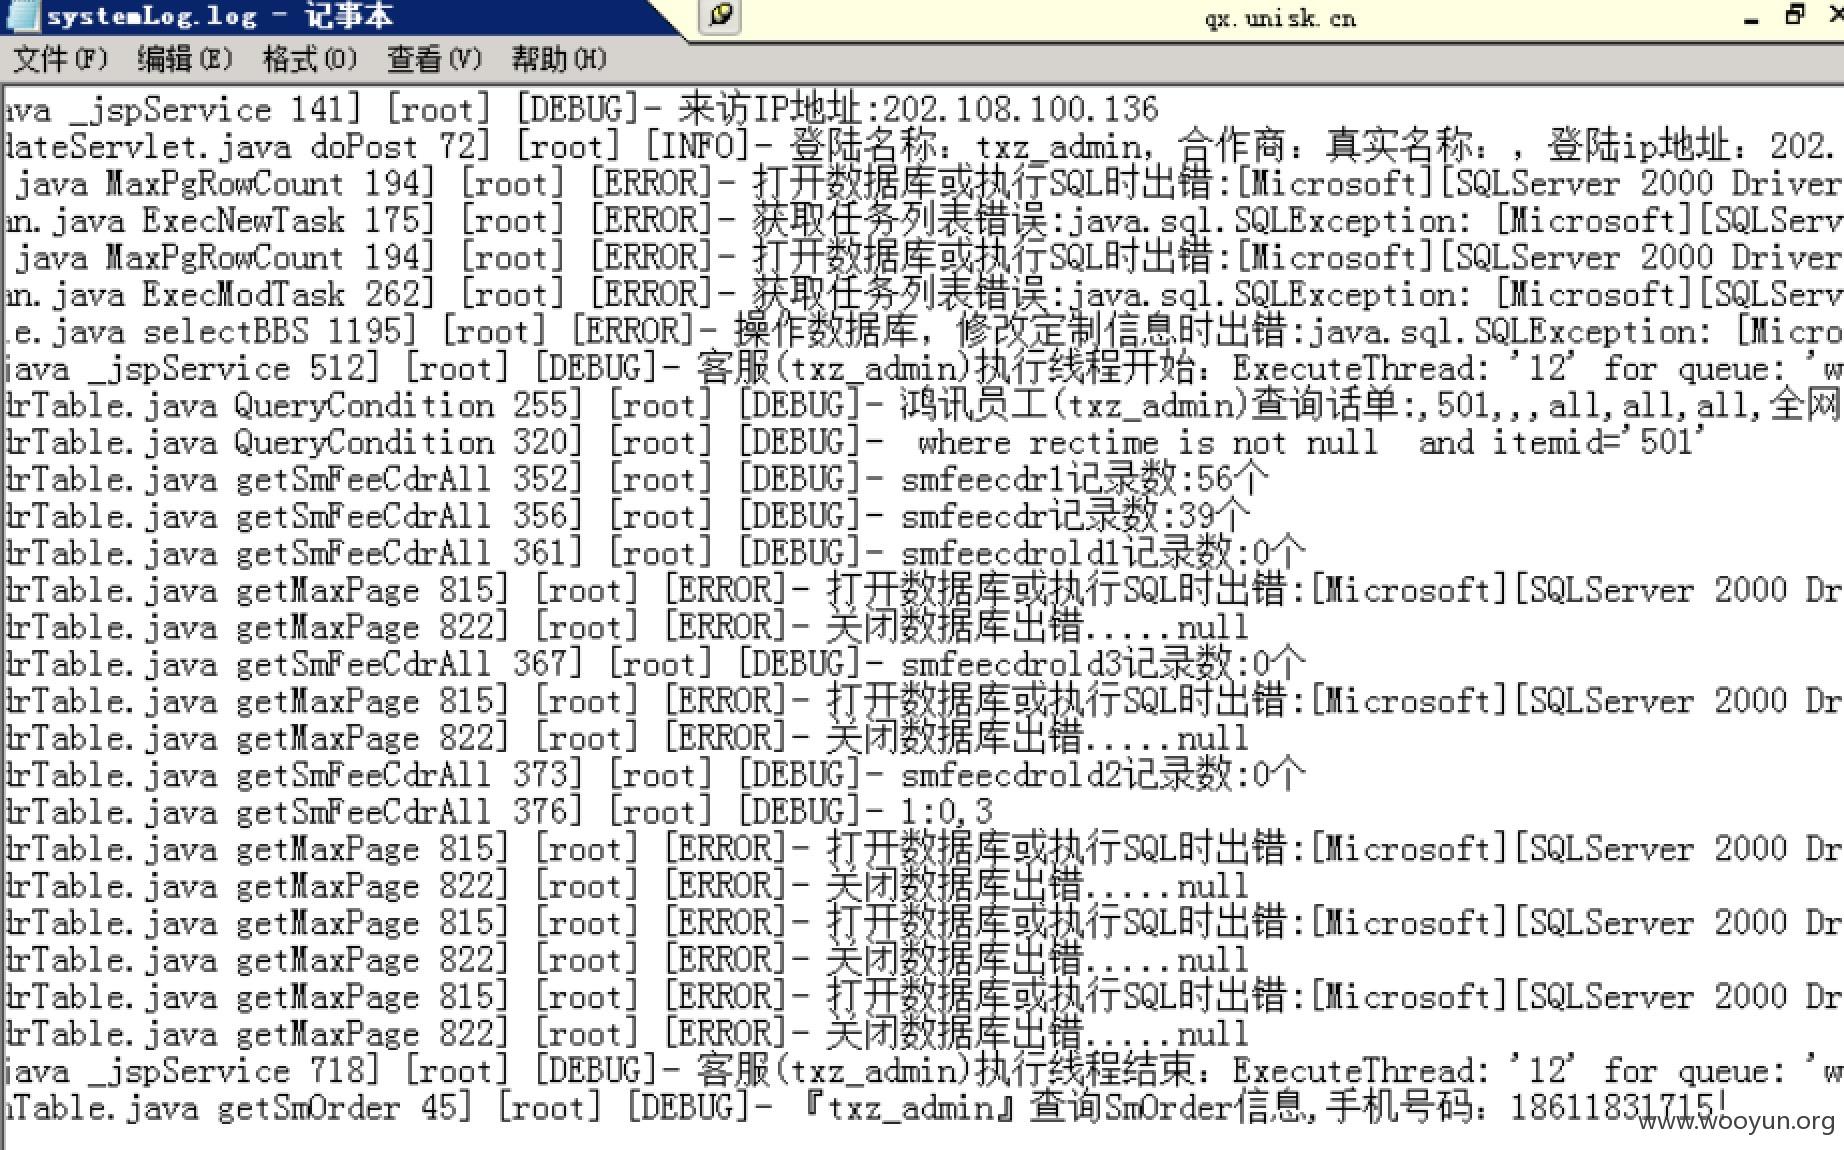 systemLog.log - 记事本
qx.unisk.cn
文件(F) 编辑(E) 格式(O) 查看(V) 帮助(H)
ava _jspService 141] [root] [DEBUG]- 来访IP地址:202.108.100.136
dateServlet.java doPost 72] [root] [INFO]- 登陆名称: txz_admin, 合作商: 真实名称: , 登陆ip地址: 202.
java MaxPgRowCount 194] [root] [ERROR]- 打开数据库或执行SQL时出错:[Microsoft][SQLServer 2000 Driver
an.java ExecNewTask 175] [root] [ERROR]- 获取任务列表错误:java.sql.SQLException: [Microsoft][SQLServ
java MaxPgRowCount 194] [root] [ERROR]- 打开数据库或执行SQL时出错:[Microsoft][SQLServer 2000 Driver
an.java ExecModTask 262] [root] [ERROR]- 获取任务列表错误:java.sql.SQLException: [Microsoft][SQLServ
e.java selectBBS 1195] [root] [ERROR]- 操作数据库, 修改定制信息时出错:java.sql.SQLException: [Micro
java _jspService 512] [root] [DEBUG]- 客服(txz_admin)执行线程开始: ExecuteThread: '12' for queue: 'w
drTable.java QueryCondition 255] [root] [DEBUG]- 鸿讯员工(txz_admin)查询话单:,501,,,all,all,all,全网
drTable.java QueryCondition 320] [root] [DEBUG]-  where rectime is not null  and itemid='501'
drTable.java getSmFeeCdrAll 352] [root] [DEBUG]- smfeecdr1记录数:56个
drTable.java getSmFeeCdrAll 356] [root] [DEBUG]- smfeecdr记录数:39个
drTable.java getSmFeeCdrAll 361] [root] [DEBUG]- smfeecdrold1记录数:0个
drTable.java getMaxPage 815] [root] [ERROR]- 打开数据库或执行SQL时出错:[Microsoft][SQLServer 2000 Dr
drTable.java getMaxPage 822] [root] [ERROR]- 关闭数据库出错.....null
drTable.java getSmFeeCdrAll 367] [root] [DEBUG]- smfeecdrold3记录数:0个
drTable.java getMaxPage 815] [root] [ERROR]- 打开数据库或执行SQL时出错:[Microsoft][SQLServer 2000 Dr
drTable.java getMaxPage 822] [root] [ERROR]- 关闭数据库出错.....null
drTable.java getSmFeeCdrAll 373] [root] [DEBUG]- smfeecdrold2记录数:0个
drTable.java getSmFeeCdrAll 376] [root] [DEBUG]- 1:0,3
drTable.java getMaxPage 815] [root] [ERROR]- 打开数据库或执行SQL时出错:[Microsoft][SQLServer 2000 Dr
drTable.java getMaxPage 822] [root] [ERROR]- 关闭数据库出错.....null
drTable.java getMaxPage 815] [root] [ERROR]- 打开数据库或执行SQL时出错:[Microsoft][SQLServer 2000 Dr
drTable.java getMaxPage 822] [root] [ERROR]- 关闭数据库出错.....null
drTable.java getMaxPage 815] [root] [ERROR]- 打开数据库或执行SQL时出错:[Microsoft][SQLServer 2000 Dr
drTable.java getMaxPage 822] [root] [ERROR]- 关闭数据库出错.....null
java _jspService 718] [root] [DEBUG]- 客服(txz_admin)执行线程结束: ExecuteThread: '12' for queue: 'w
nTable.java getSmOrder 45] [root] [DEBUG]- 『txz_admin』查询SmOrder信息,手机号码: 18611831715!
www.wooyun.org